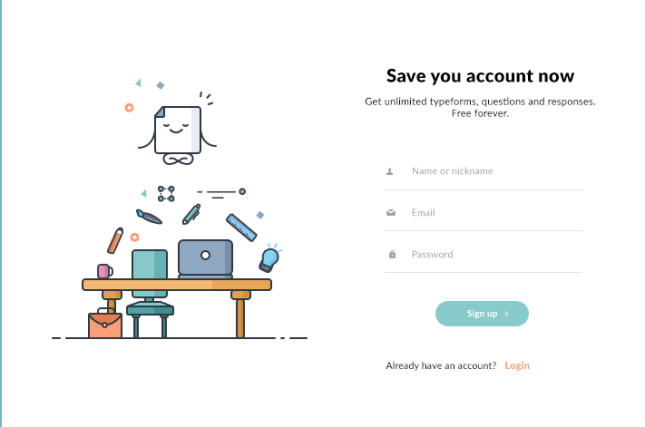 Save you account now
Get unlimited typeforms, questions and responses.
Free forever.
Name or nickname
Email
Password
Sign up
Already have an account? Login